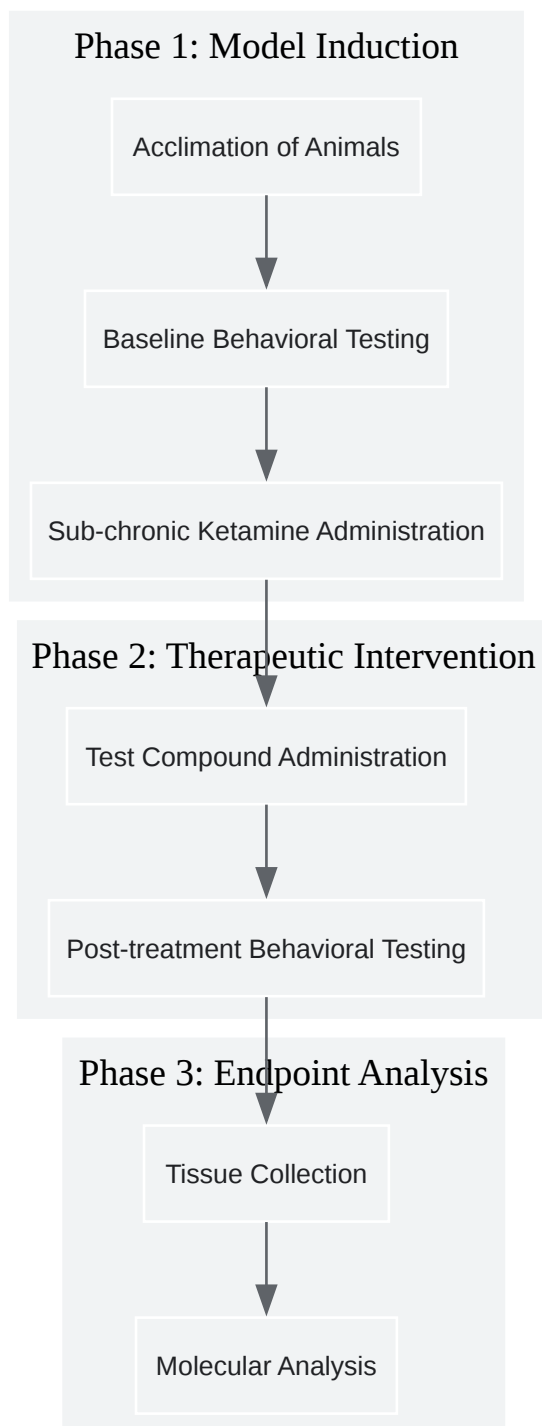 Phase 1: Model Induction
Acclimation of Animals
Baseline Behavioral Testing
Sub-chronic Ketamine Administration
Phase 2: Therapeutic Intervention
Test Compound Administration
Post-treatment Behavioral Testing
Phase 3: Endpoint Analysis
Tissue Collection
Molecular Analysis